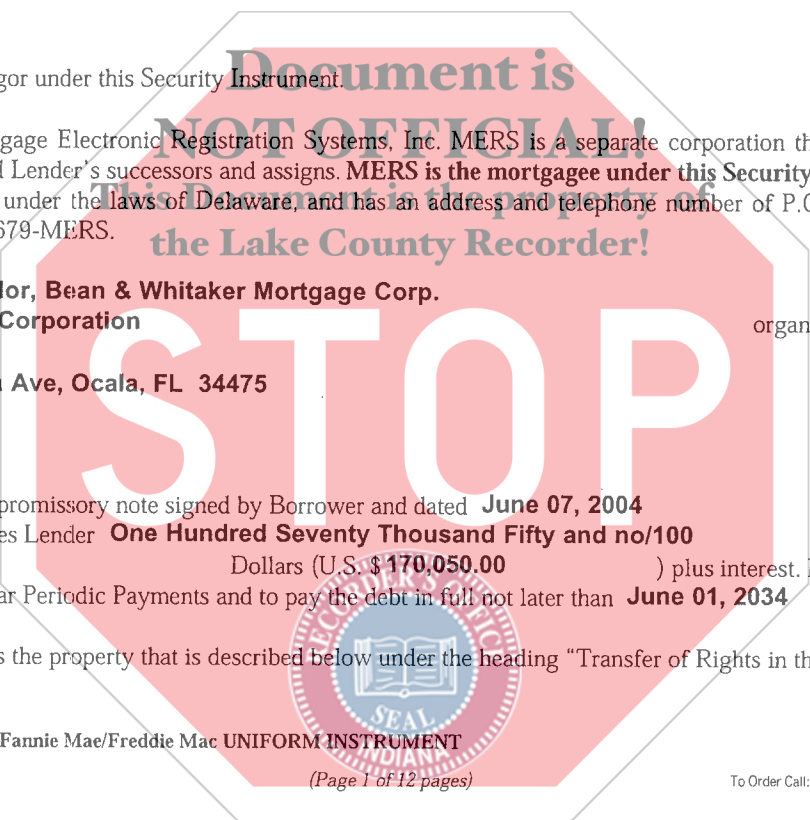 Document is
gor under this Security Instrument.
NOT OFFICIAL!
gage Electronic Registration Systems, Inc. MERS is a separate corporation th
l Lender's successors and assigns. MERS is the mortgagee under this Security
This Document is the property of
under the laws of Delaware, and has an address and telephone number of P.O
679-MERS.
the Lake County Recorder!
lor, Bean & Whitaker Mortgage Corp.
Corporation organ
STOP
Ave, Ocala, FL 34475
promissory note signed by Borrower and dated June 07, 2004
es Lender One Hundred Seventy Thousand Fifty and no/100
Dollars (U.S. $ 170,050.00 ) plus interest.
ar Periodic Payments and to pay the debt in full not later than June 01, 2034
RECORDER'S OFFICE
s the property that is described below under the heading “Transfer of Rights in th
SEAL
INDIANA
Fannie Mae/Freddie Mac UNIFORM INSTRUMENT
(Page 1 of 12 pages)
To Order Call: